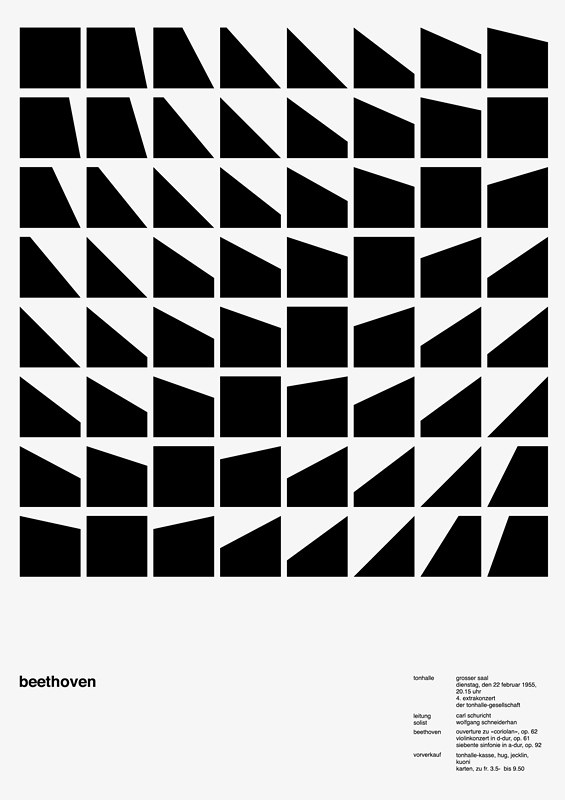 beethoven
tonhalle grosser saal
dienstag, den 22 februar 1955,
20.15 uhr
4. extrakonzert
der tonhalle-gesellschaft
leitung carl schuricht
solist wolfgang schneiderhan
beethoven ouverture zu «coriolan», op. 62
violinkonzert in d-dur, op. 61
siebente sinfonie in a-dur, op. 92
vorverkauf tonhalle-kasse, hug, jecklin,
kuoni
karten, zu fr. 3.5- bis 9.50